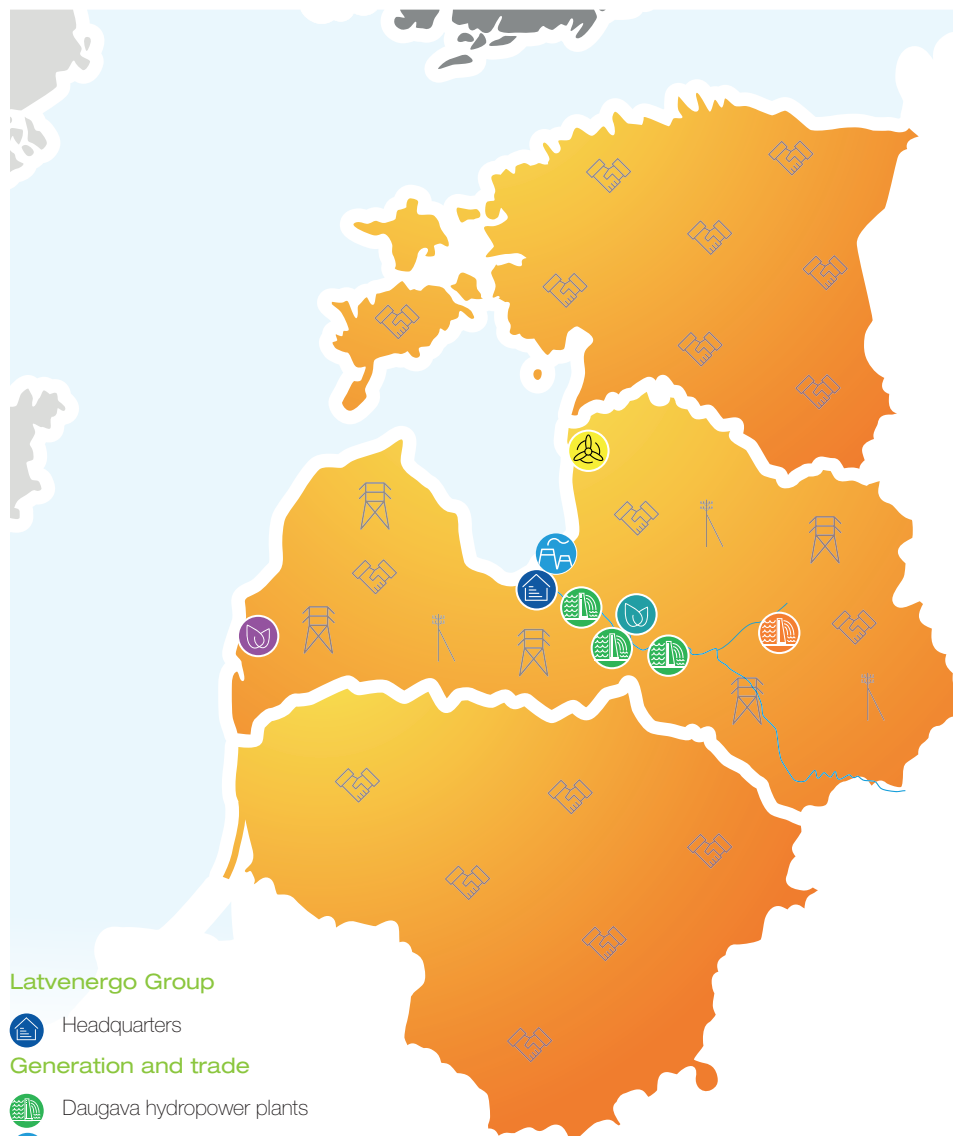 Latvenergo Group
Headquarters
Generation and trade
Daugava hydropower plants